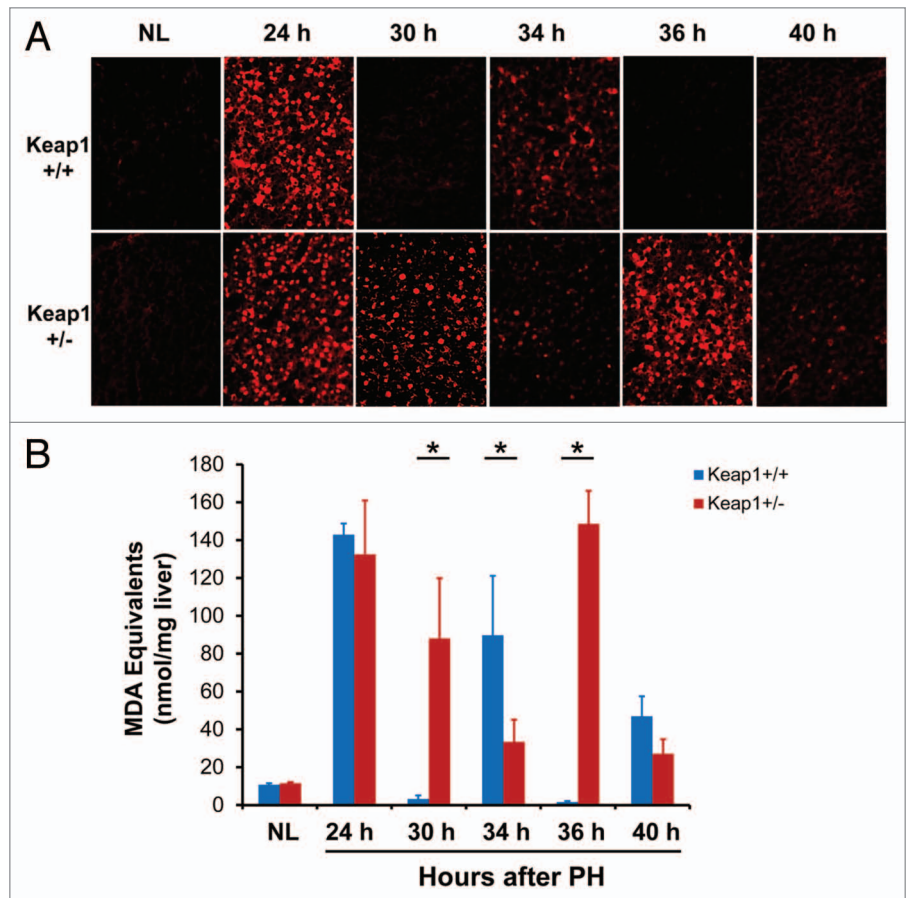 A
NL 24 h 30 h 34 h 36 h 40 h
Keap1
+/+
Keap1
+/-
B
* * *
180
160
140
120
100
80
60
40
20
0
MDA Equivalents
(nmol/mg liver)
Keap1+/+
Keap1+/-
NL 24 h 30 h 34 h 36 h 40 h
Hours after PH